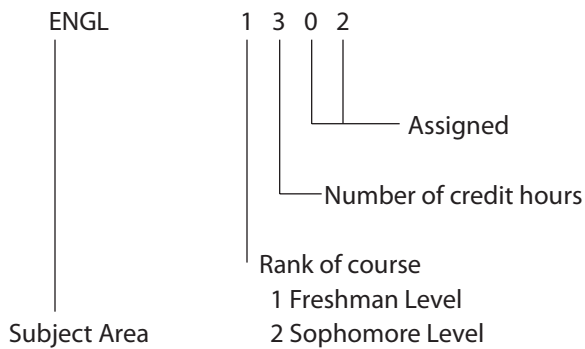 ENGL 1 3 0 2
Assigned
Number of credit hours
Rank of course
1 Freshman Level
Subject Area 2 Sophomore Level